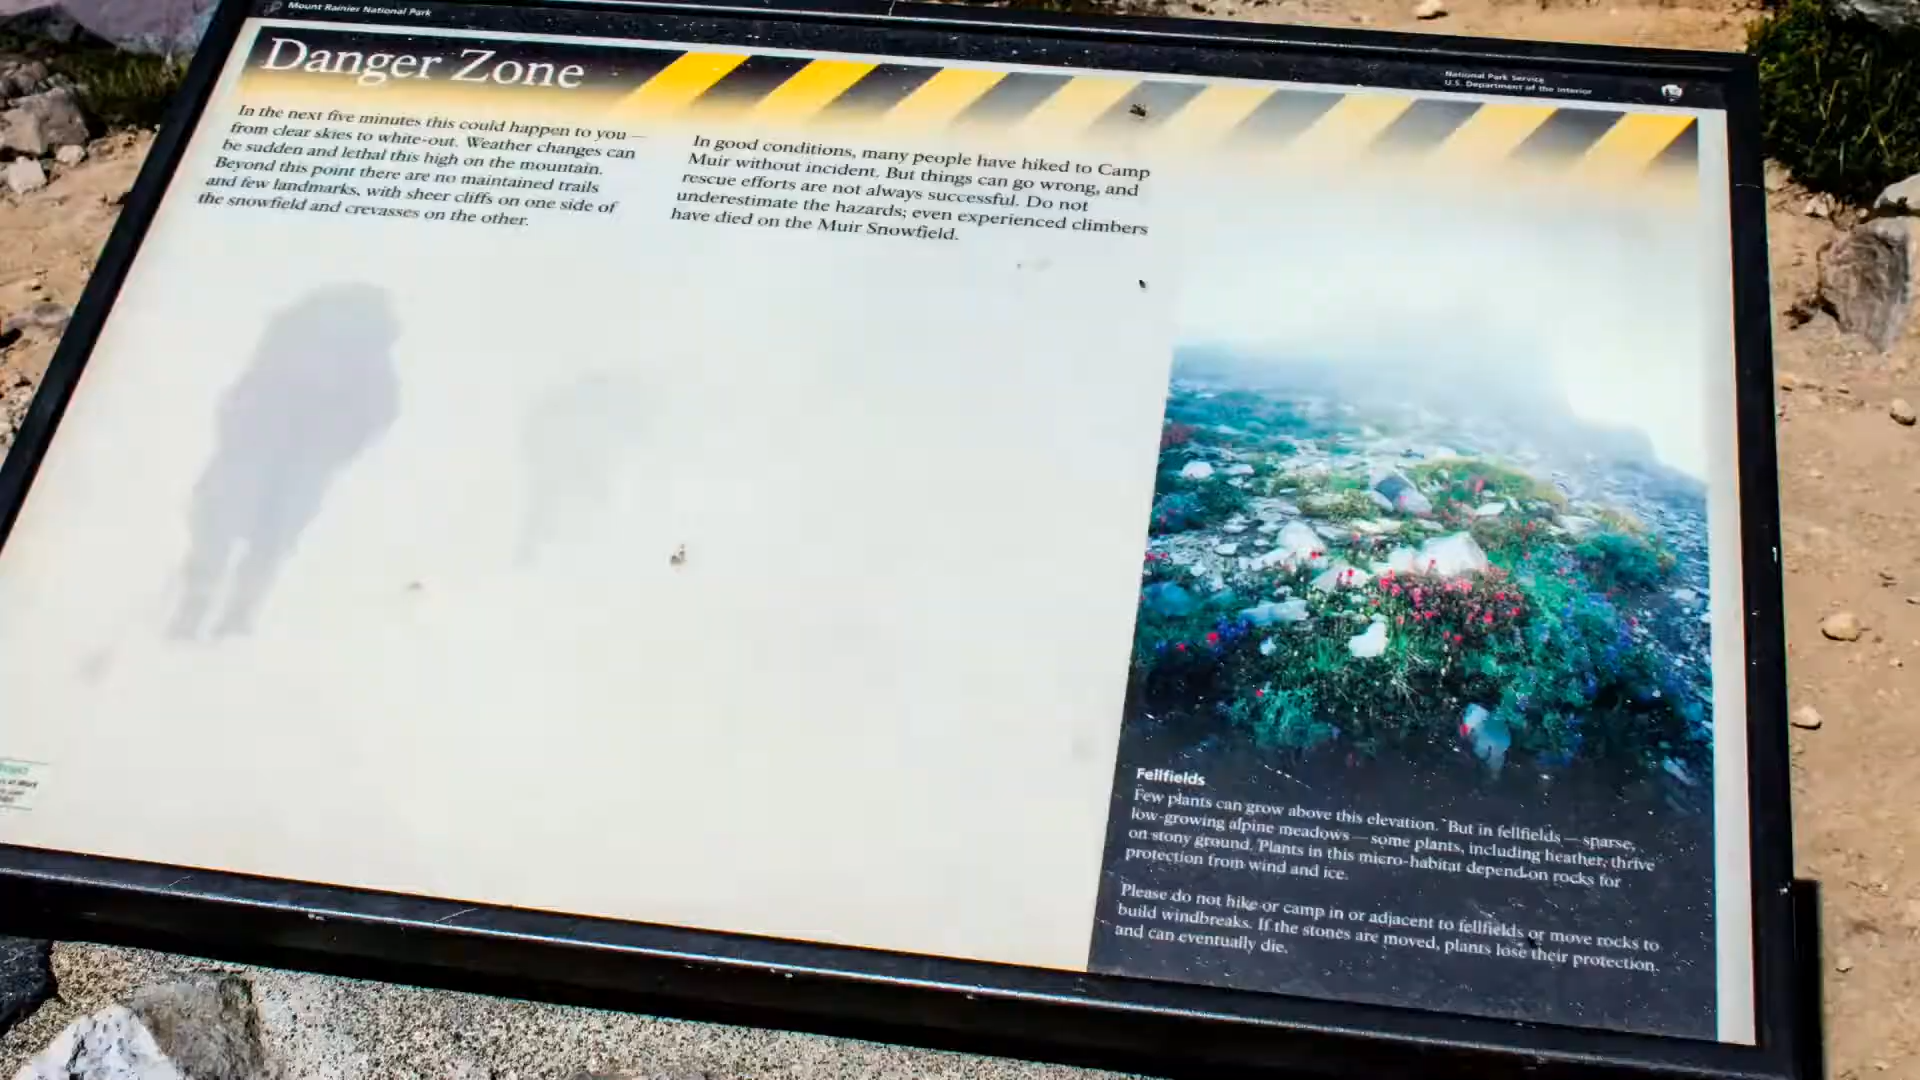 Mount Rainier National Park
Danger Zone
National Park Service
U.S. Department of the Interior
In the next five minutes this could happen to you —
from clear skies to white-out. Weather changes can
be sudden and lethal this high on the mountain.
Beyond this point there are no maintained trails
and few landmarks, with sheer cliffs on one side of
the snowfield and crevasses on the other.
In good conditions, many people have hiked to Camp
Muir without incident. But things can go wrong, and
rescue efforts are not always successful. Do not
underestimate the hazards; even experienced climbers
have died on the Muir Snowfield.
Fellfields
Few plants can grow above this elevation. But in fellfields — sparse,
low-growing alpine meadows — some plants, including heather, thrive
on stony ground. Plants in this micro-habitat depend on rocks for
protection from wind and ice.
Please do not hike or camp in or adjacent to fellfields or move rocks to
build windbreaks. If the stones are moved, plants lose their protection,
and can eventually die.